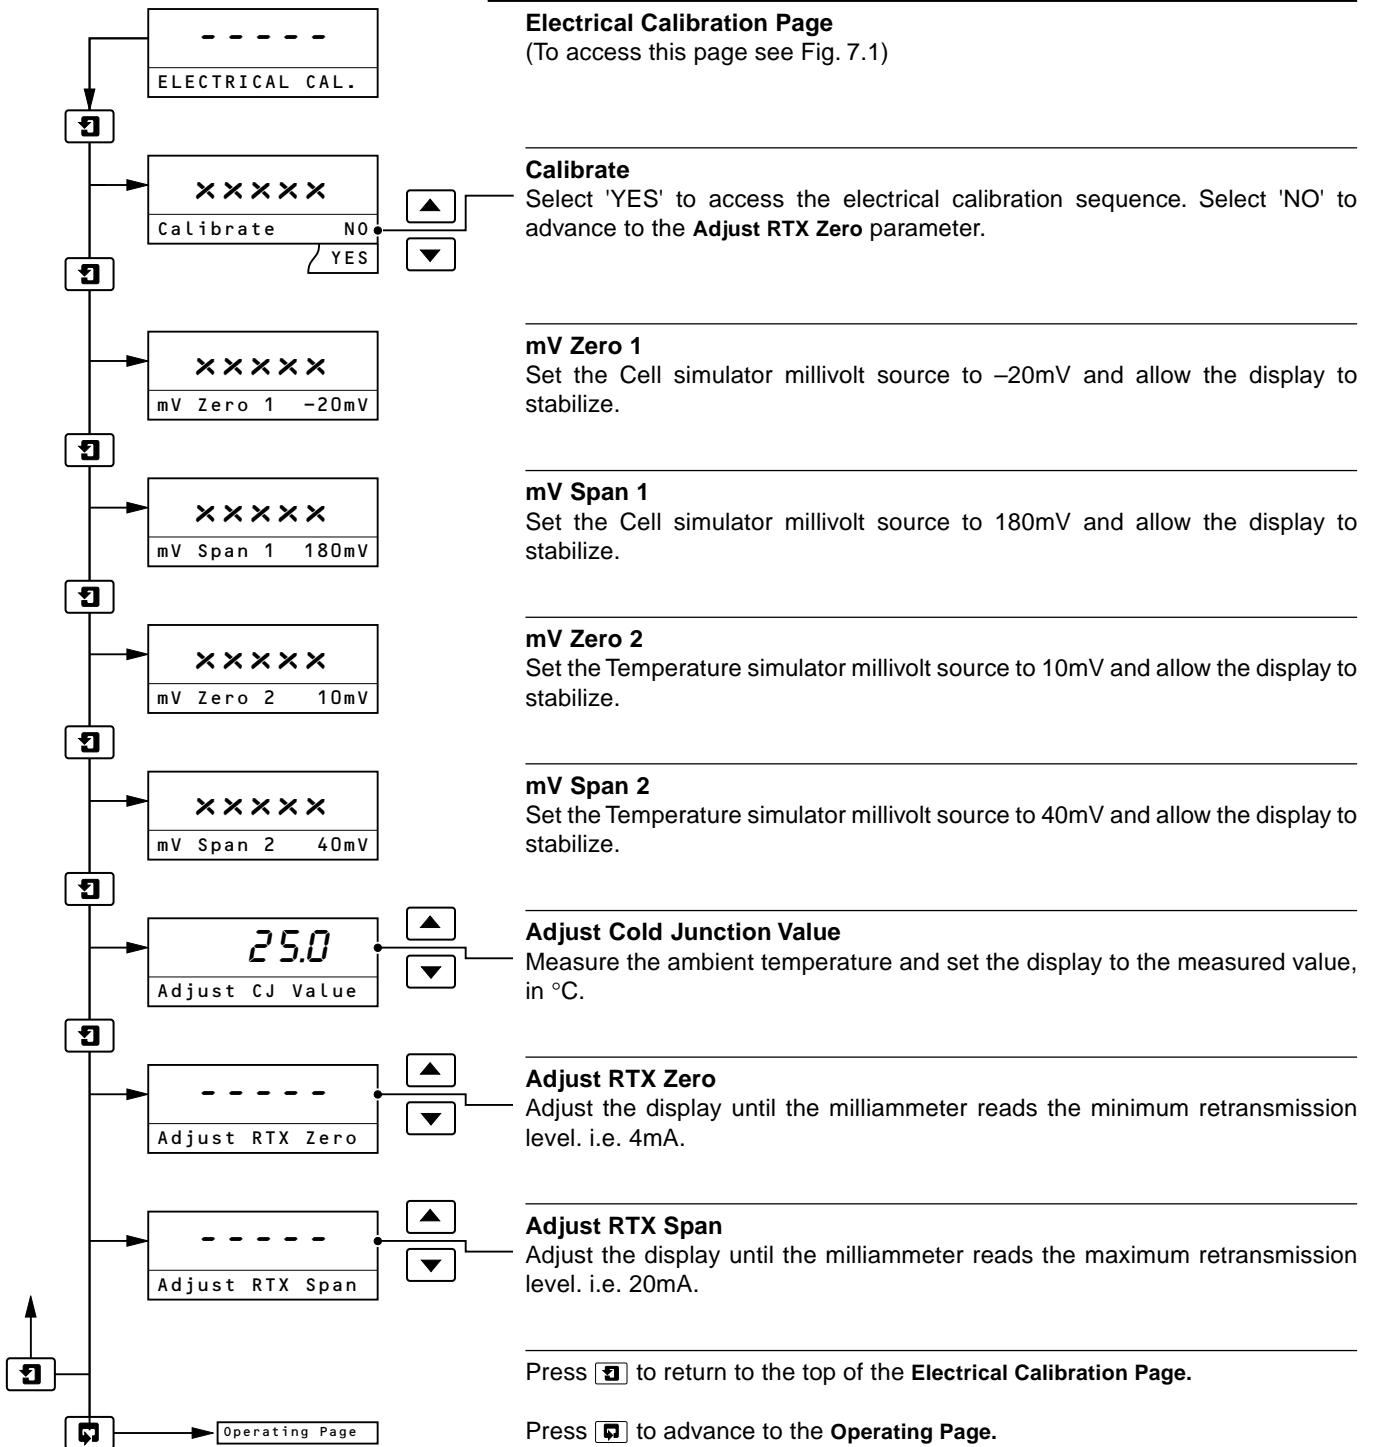 - - - - -
ELECTRICAL CAL.
Electrical Calibration Page
(To access this page see Fig. 7.1)
×××××
Calibrate NO
YES
Calibrate
Select 'YES' to access the electrical calibration sequence. Select 'NO' to
advance to the Adjust RTX Zero parameter.
×××××
mV Zero 1 -20mV
mV Zero 1
Set the Cell simulator millivolt source to –20mV and allow the display to
stabilize.
×××××
mV Span 1 180mV
mV Span 1
Set the Cell simulator millivolt source to 180mV and allow the display to
stabilize.
×××××
mV Zero 2 10mV
mV Zero 2
Set the Temperature simulator millivolt source to 10mV and allow the display to
stabilize.
×××××
mV Span 2 40mV
mV Span 2
Set the Temperature simulator millivolt source to 40mV and allow the display to
stabilize.
25.0
Adjust CJ Value
Adjust Cold Junction Value
Measure the ambient temperature and set the display to the measured value,
in °C.
- - - - -
Adjust RTX Zero
Adjust RTX Zero
Adjust the display until the milliammeter reads the minimum retransmission
level. i.e. 4mA.
- - - - -
Adjust RTX Span
Adjust RTX Span
Adjust the display until the milliammeter reads the maximum retransmission
level. i.e. 20mA.
Press to return to the top of the Electrical Calibration Page.
Operating Page
Press to advance to the Operating Page.